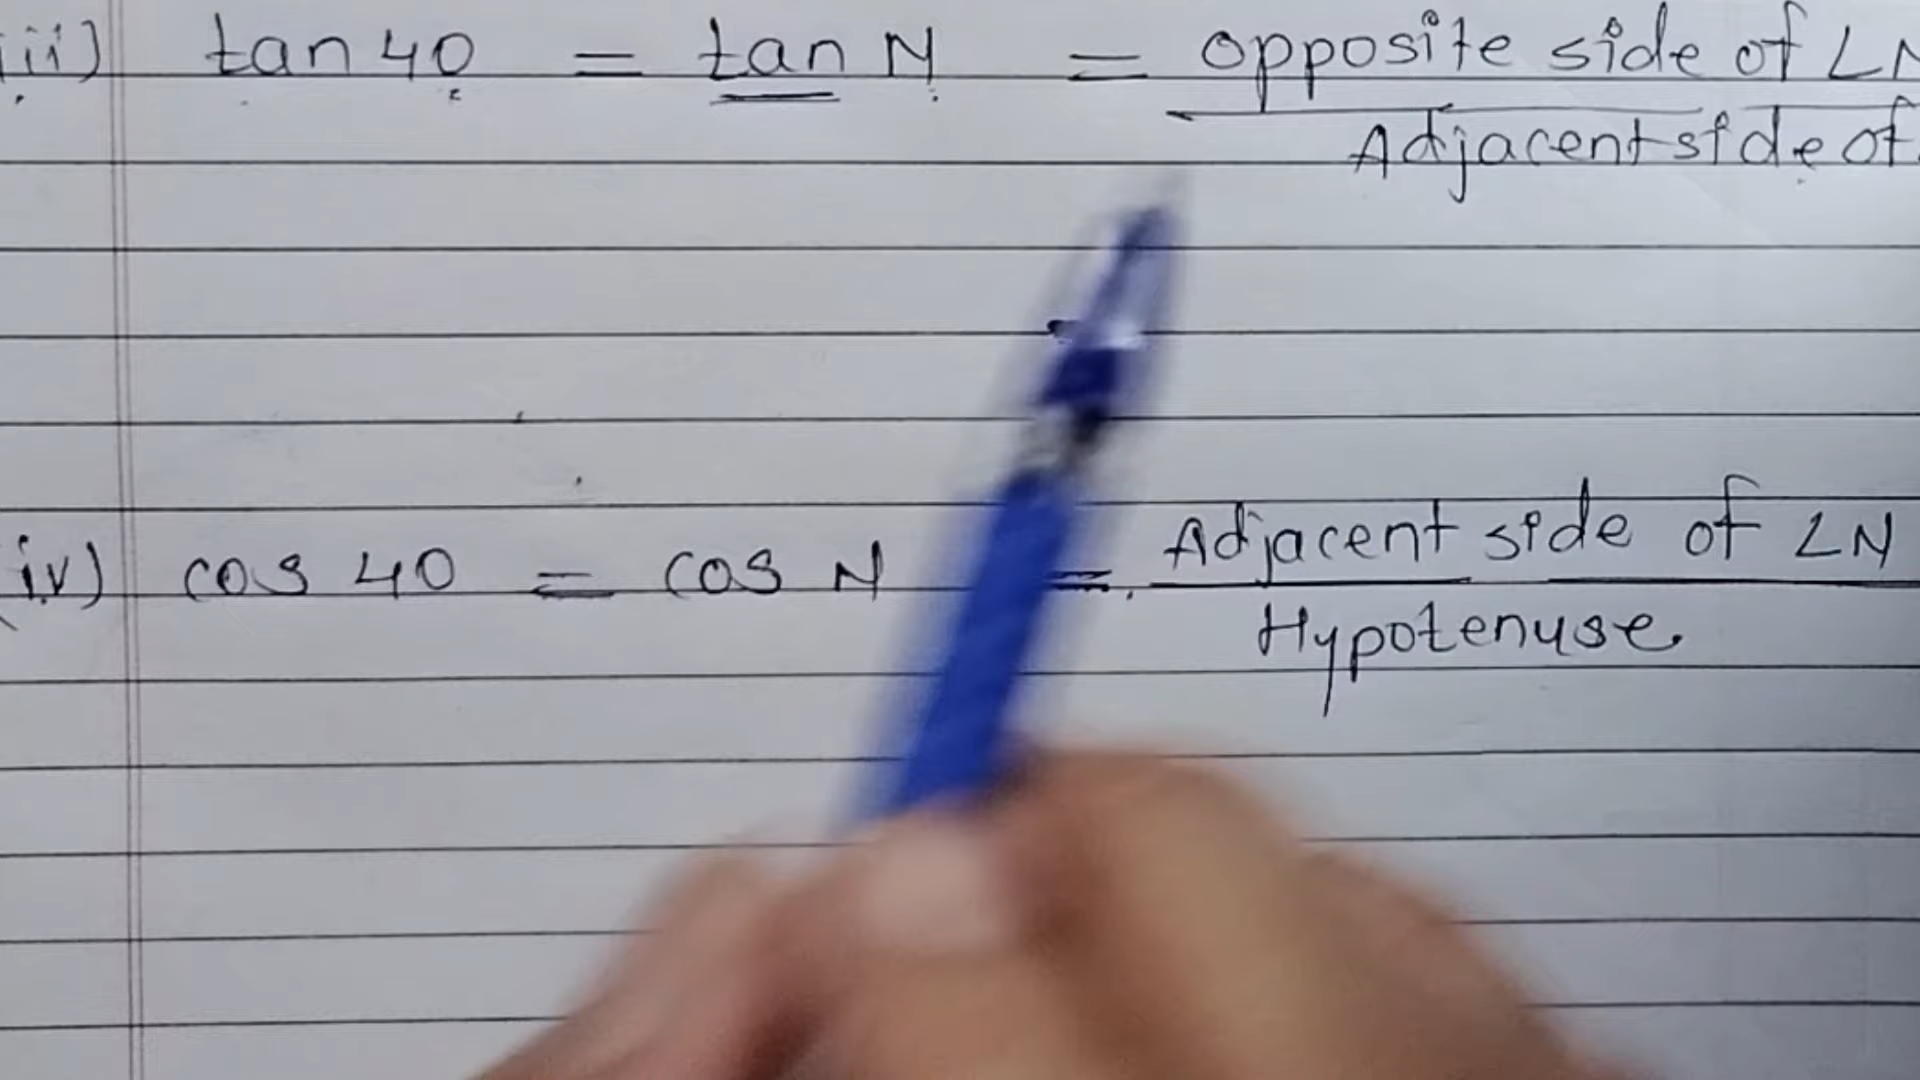 iii) tan 40 = tan N = opposite side of ∠N
Adjacent side of
iv) cos 40 = cos N = Adjacent side of ∠N
Hypotenuse